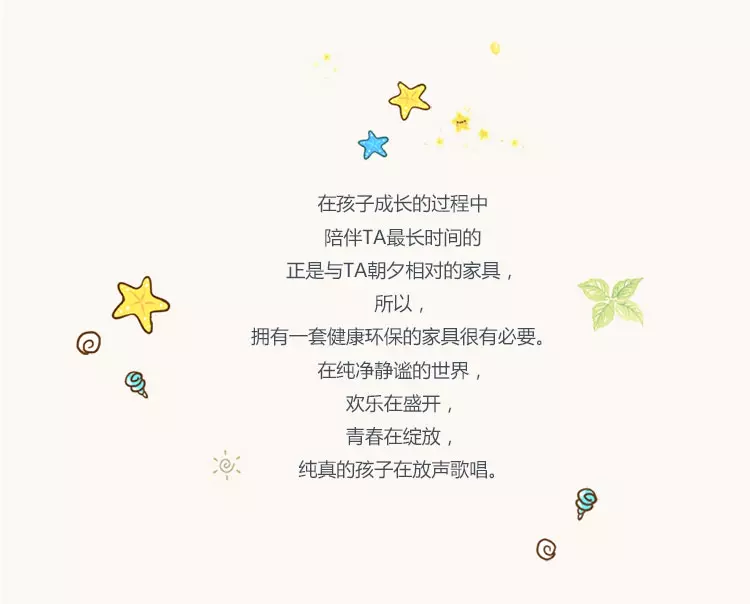 在孩子成长的过程中
陪伴TA最长时间的
正是与TA朝夕相对的家具，
所以，
拥有一套健康环保的家具很有必要。
在纯净静谧的世界，
欢乐在盛开，
青春在绽放，
纯真的孩子在放声歌唱。